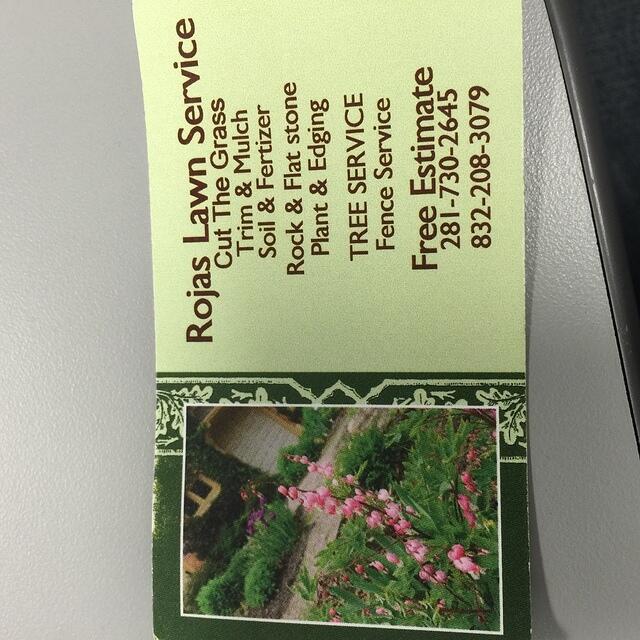 Rojas Lawn Service
Cut The Grass
Trim & Mulch
Soil & Fertizer
Rock & Flat stone
Plant & Edging
TREE SERVICE
Fence Service
Free Estimate
281-730-2645
832-208-3079